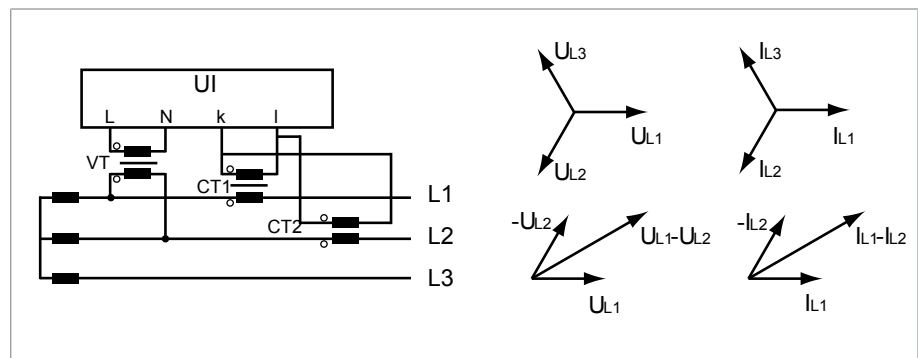 UI
L N k l
VT
CT1
CT2
L1
L2
L3
UL3
UL1
UL2
IL3
IL1
IL2
-UL2
UL1-UL2
UL1
-IL2
IL1-IL2
IL1